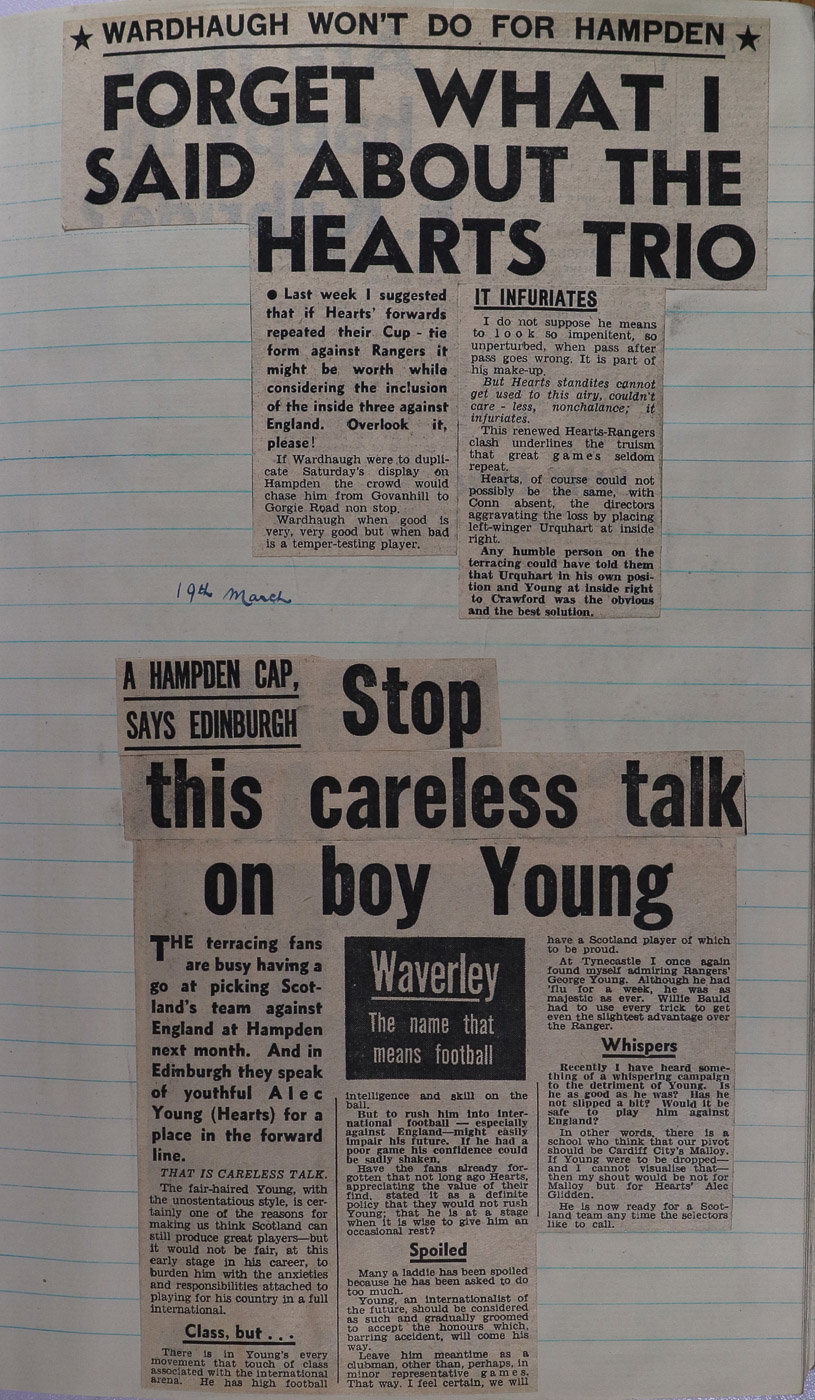 ★ WARDHAUGH WON'T DO FOR HAMPDEN ★
FORGET WHAT I
SAID ABOUT THE
HEARTS TRIO
● Last week I suggested
that if Hearts' forwards
repeated their Cup - tie
form against Rangers it
might be worth while
considering the inclusion
of the inside three against
England. Overlook it,
please!
If Wardhaugh were to dupli-
cate Saturday's display on
Hampden the crowd would
chase him from Govanhill to
Gorgie Road non stop.
Wardhaugh when good is
very, very good but when bad
is a temper-testing player.
IT INFURIATES
I do not suppose he means
to look so impenitent, so
unperturbed, when pass after
pass goes wrong. It is part of
his make-up.
But Hearts standites cannot
get used to this airy, couldn't
care - less, nonchalance; it
infuriates.
This renewed Hearts-Rangers
clash underlines the truism
that great games seldom
repeat.
Hearts, of course could not
possibly be the same, with
Conn absent, the directors
aggravating the loss by placing
left-winger Urquhart at inside
right.
Any humble person on the
terracing could have told them
that Urquhart in his own posi-
tion and Young at inside right
to Crawford was the obvious
and the best solution.
19th March
A HAMPDEN CAP,
SAYS EDINBURGH
Stop
this careless talk
on boy Young
THE terracing fans
are busy having a
go at picking Scot-
land's team against
England at Hampden
next month. And in
Edinburgh they speak
of youthful Alec
Young (Hearts) for a
place in the forward
line.
THAT IS CARELESS TALK.
The fair-haired Young, with
the unostentatious style, is cer-
tainly one of the reasons for
making us think Scotland can
still produce great players—but
it would not be fair, at this
early stage in his career, to
burden him with the anxieties
and responsibilities attached to
playing for his country in a full
international.
Class, but . . .
There is in Young's every
movement that touch of class
associated with the international
arena. He has high football
Waverley
The name that
means football
intelligence and skill on the
ball.
But to rush him into inter-
national football — especially
against England—might easily
impair his future. If he had a
poor game his confidence could
be sadly shaken.
Have the fans already for-
gotten that not long ago Hearts,
appreciating the value of their
find, stated it as a definite
policy that they would not rush
Young; that he is at a stage
when it is wise to give him an
occasional rest?
Spoiled
Many a laddie has been spoiled
because he has been asked to do
too much.
Young, an internationalist of
the future, should be considered
as such and gradually groomed
to accept the honours which,
barring accident, will come his
way.
Leave him meantime as a
clubman, other than, perhaps, in
minor representative games.
That way, I feel certain, we will
have a Scotland player of which
to be proud.
At Tynecastle I once again
found myself admiring Rangers'
George Young. Although he had
'flu for a week, he was as
majestic as ever. Willie Bauld
had to use every trick to get
even the slightest advantage over
the Ranger.
Whispers
Recently I have heard some-
thing of a whispering campaign
to the detriment of Young. Is
he as good as he was? Has he
not slipped a bit? Would it be
safe to play him against
England?
In other words, there is a
school who think that our pivot
should be Cardiff City's Malloy.
If Young were to be dropped—
and I cannot visualise that—
then my shout would be not for
Malloy but for Hearts' Alec
Glidden.
He is now ready for a Scot-
land team any time the selectors
like to call.